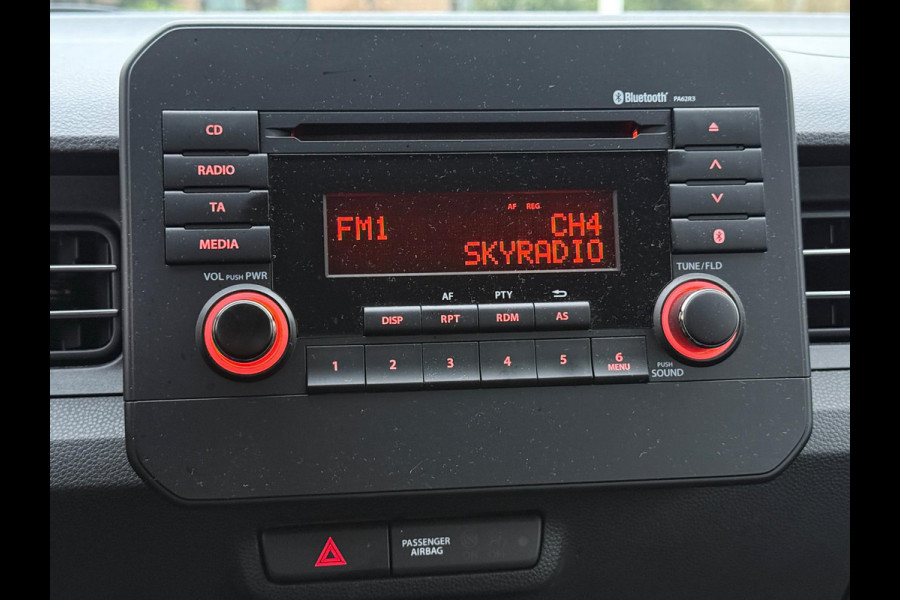 Bluetooth® PA62R3
CD
RADIO
TA
MEDIA
AF REG
FM1 CH4
SKYRADIO
VOL PUSH PWR
TUNE/FLD
AF PTY
DISP RPT RDM AS
1 2 3 4 5 6
MENU
PUSH
SOUND
PASSENGER
AIRBAG